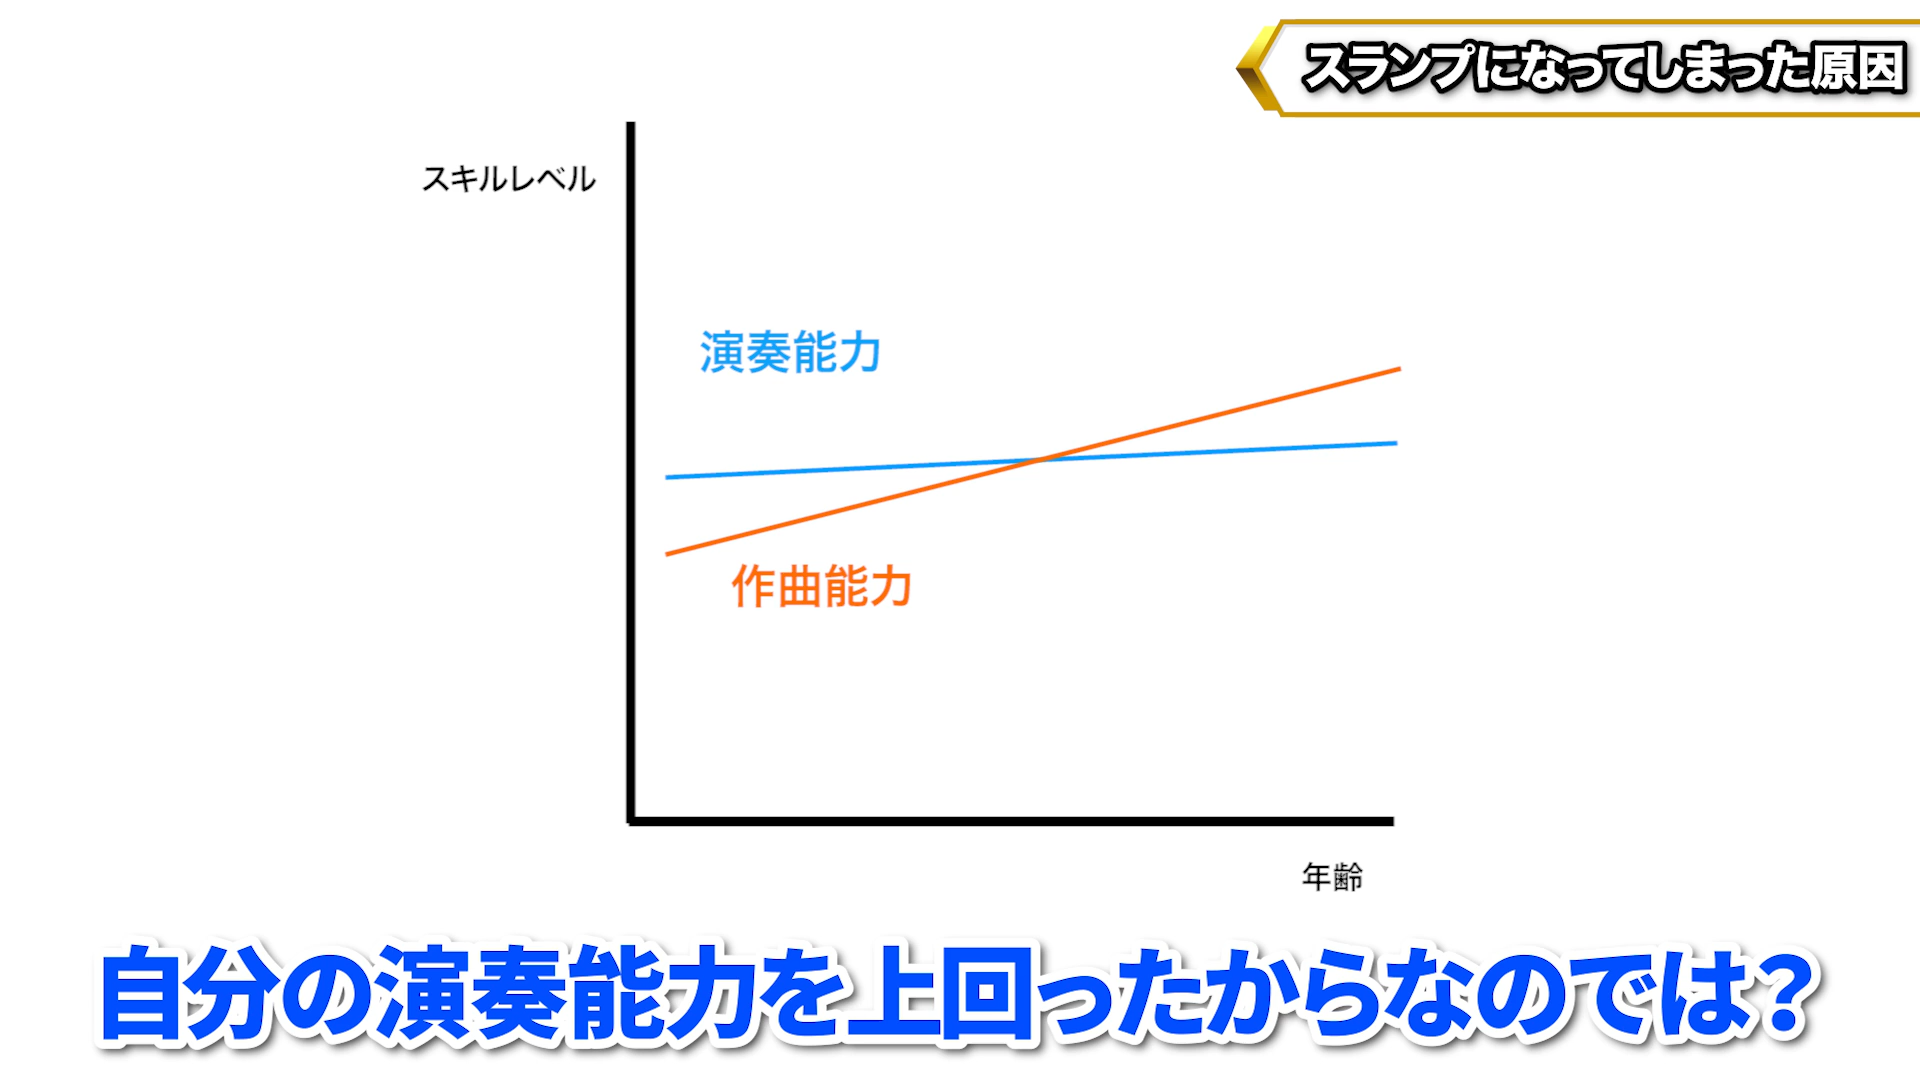 スランプになってしまった原因
スキルレベル
演奏能力
作曲能力
年齢
自分の演奏能力を上回ったからなのでは？